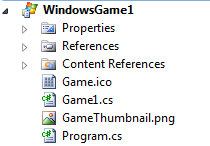 WindowsGame1
Properties
References
Content References
Game.ico
Game1.cs
GameThumbnail.png
Program.cs